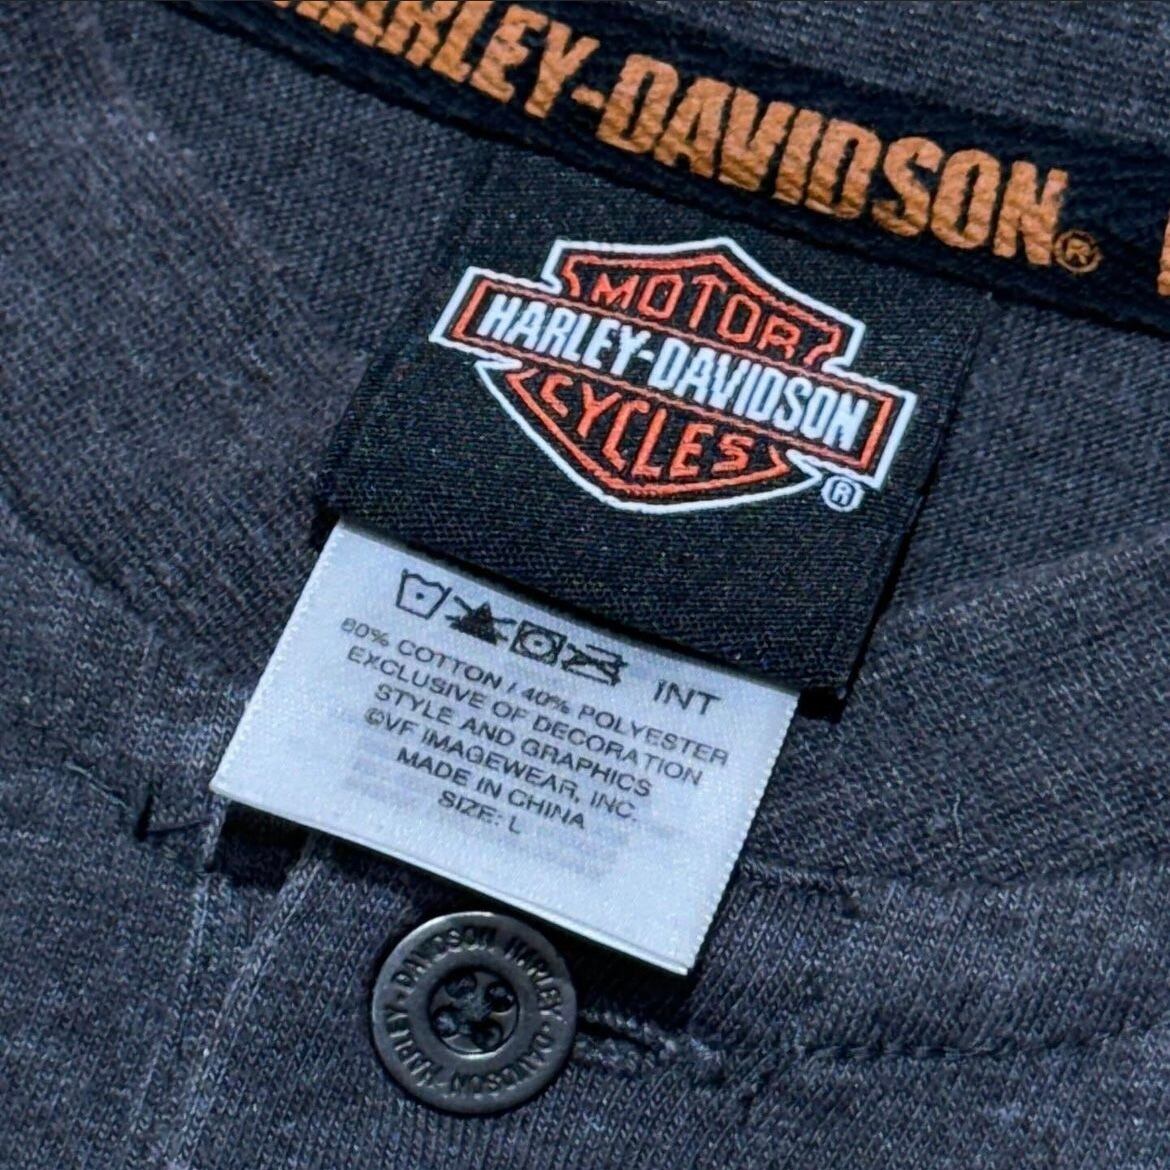 HARLEY-DAVIDSON®
MOTOR
HARLEY-DAVIDSON
CYCLES
®
INT
60% COTTON / 40% POLYESTER
EXCLUSIVE OF DECORATION
STYLE AND GRAPHICS
©VF IMAGEWEAR, INC.
MADE IN CHINA
SIZE: L
HARLEY-DAVIDSON HARLEY-DAVIDSON